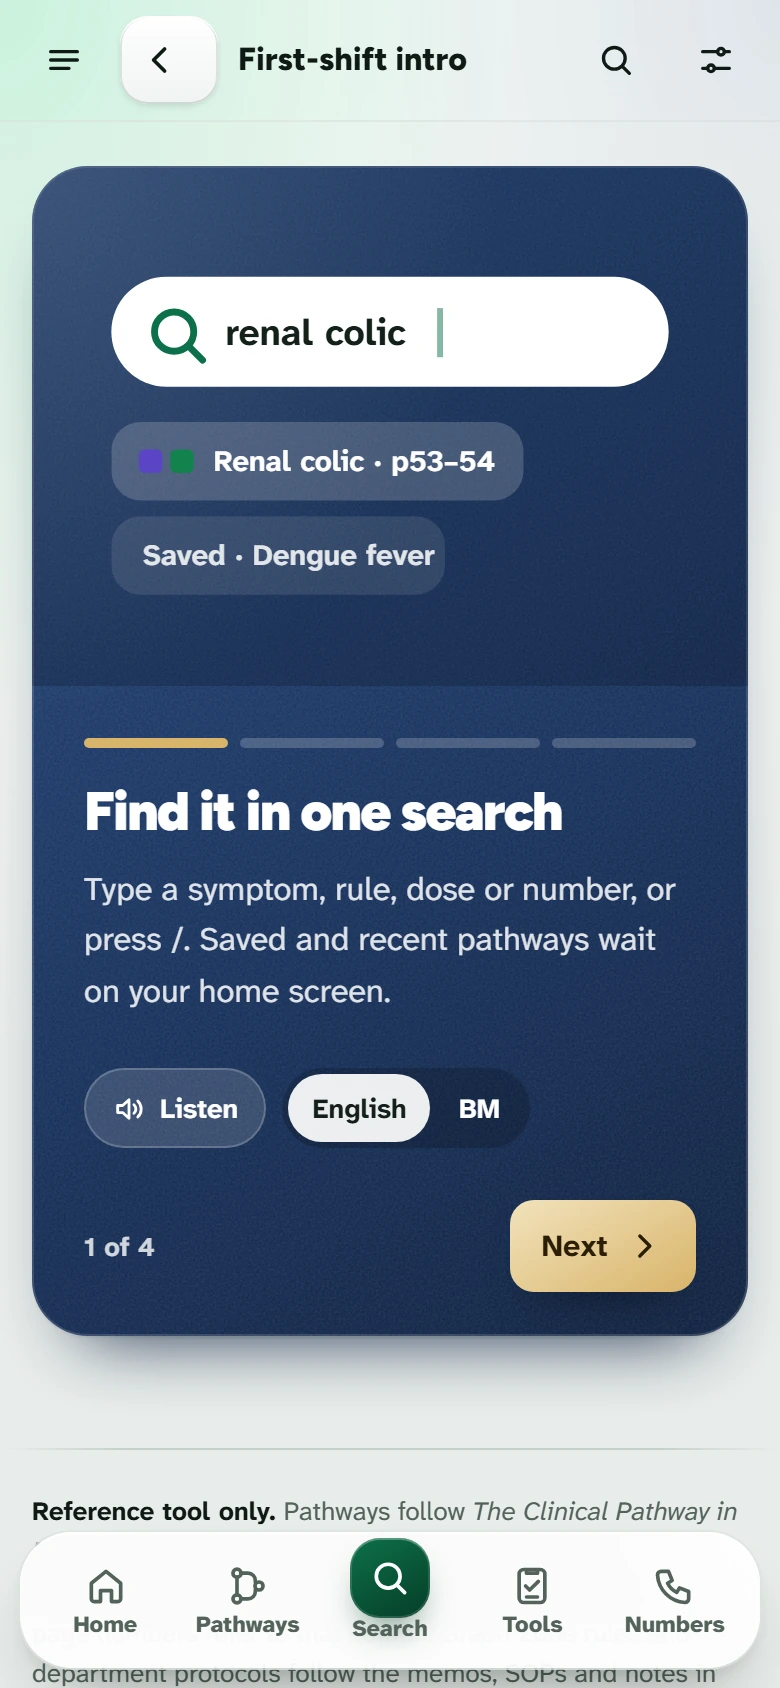 First-shift intro
renal colic
Renal colic · p53–54
Saved · Dengue fever
Find it in one search
Type a symptom, rule, dose or number, or
press /. Saved and recent pathways wait
on your home screen.
Listen
English
BM
1 of 4
Next
Reference tool only. Pathways follow The Clinical Pathway in
Home
Pathways
Search
Tools
Numbers
department protocols follow the memos, SOPs and notes in